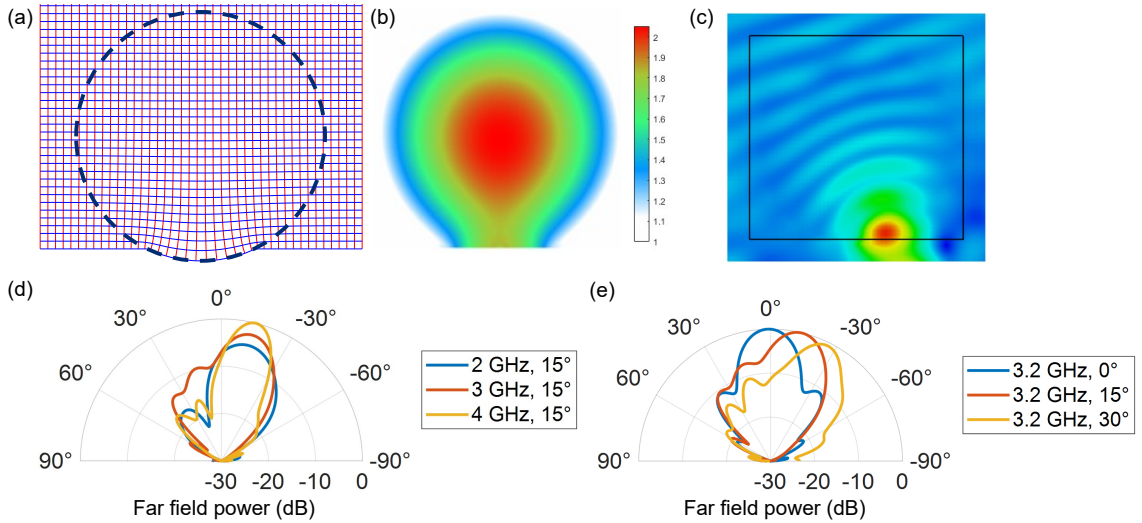 (a)
(b)
2
1.9
1.8
1.7
1.6
1.5
1.4
1.3
1.2
1.1
1
(c)
(d)
0°
30°
-30°
60°
-60°
90°
-90°
-30
-20
-10
0
Far field power (dB)
2 GHz, 15°
3 GHz, 15°
4 GHz, 15°
(e)
0°
30°
-30°
60°
-60°
90°
-90°
-30
-20
-10
0
Far field power (dB)
3.2 GHz, 0°
3.2 GHz, 15°
3.2 GHz, 30°